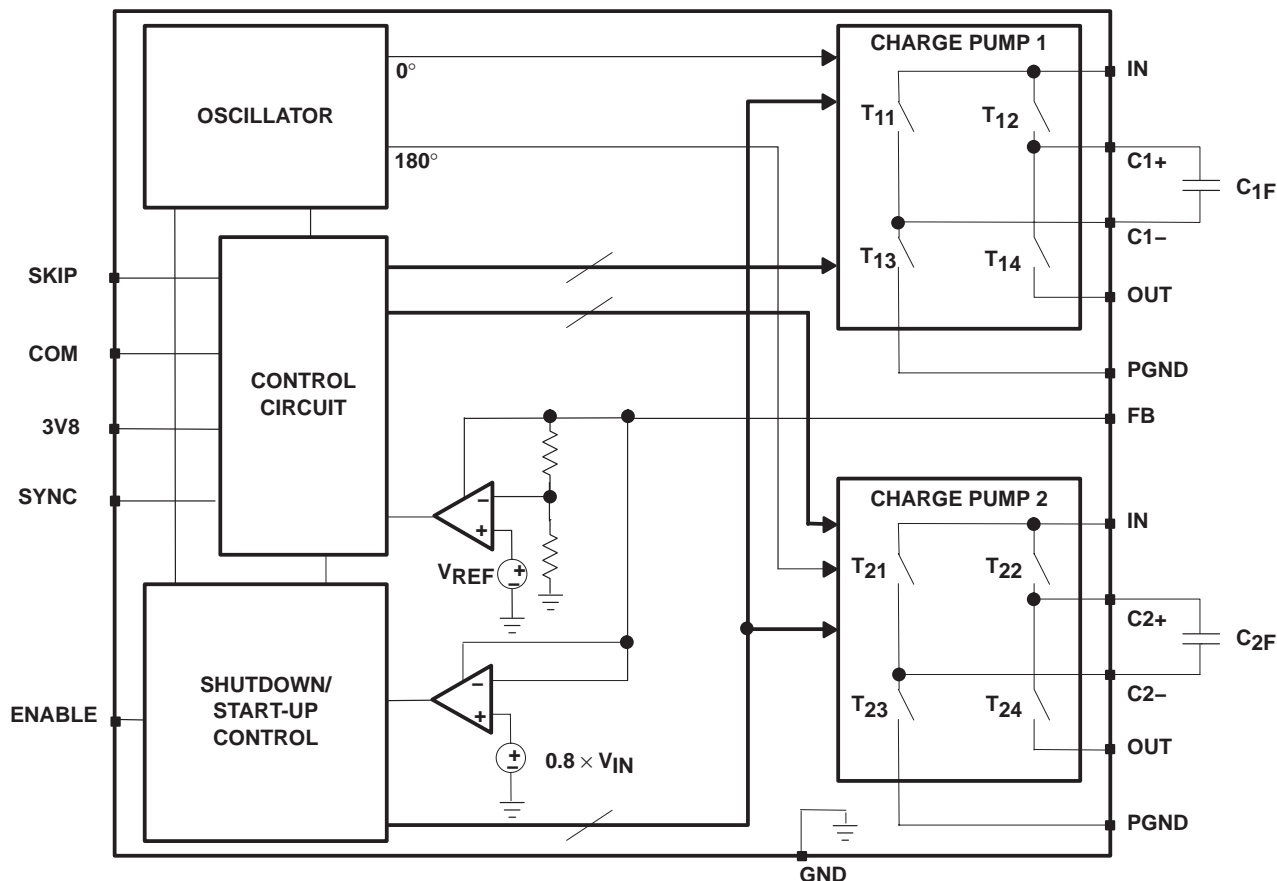 OSCILLATOR
0°
180°
CHARGE PUMP 1
T11
T12
T13
T14
IN
C1+
C1F
C1–
OUT
PGND
FB
SKIP
COM
3V8
SYNC
CONTROL
CIRCUIT
–
+
VREF
+
–
CHARGE PUMP 2
T21
T22
T23
T24
IN
C2+
C2F
C2–
OUT
PGND
ENABLE
SHUTDOWN/
START-UP
CONTROL
–
+
+
–
0.8 × VIN
GND